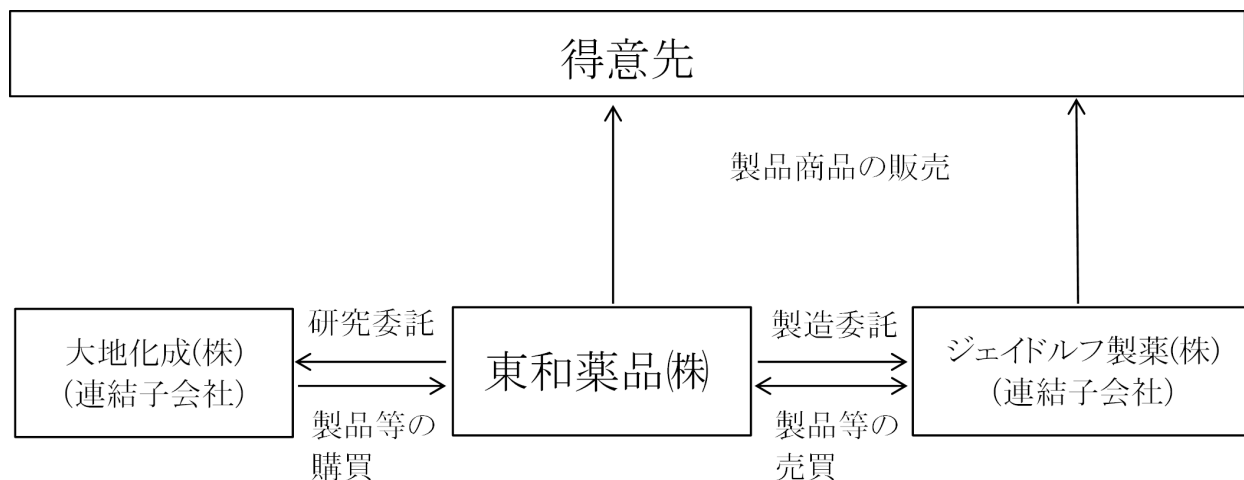 得意先
製品商品の販売
大地化成(株)
(連結子会社)
研究委託
製品等の
購買
東和薬品㈱
製造委託
製品等の
売買
ジェイドルフ製薬(株)
(連結子会社)